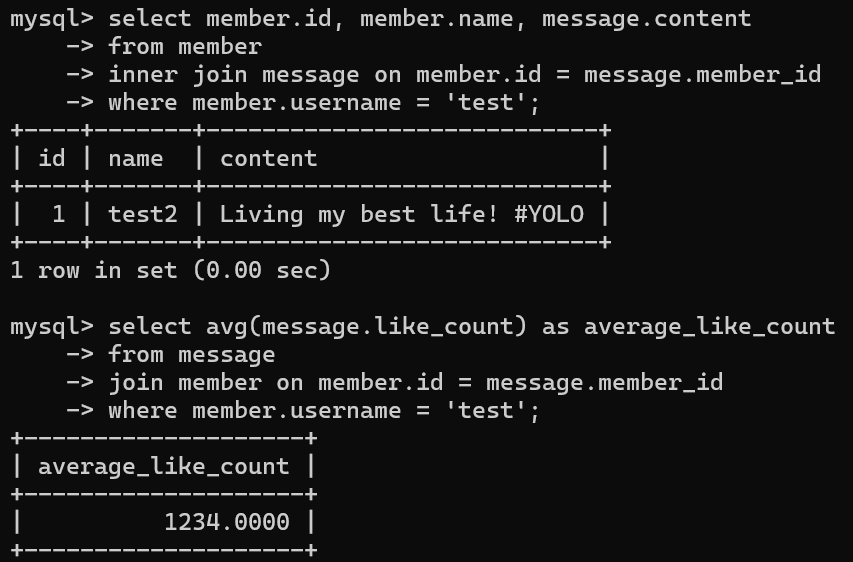 mysql> select member.id, member.name, message.content
    -> from member
    -> inner join message on member.id = message.member_id
    -> where member.username = 'test';
+----+-------+----------------------------+
| id | name  | content                    |
+----+-------+----------------------------+
|  1 | test2 | Living my best life! #YOLO |
+----+-------+----------------------------+
1 row in set (0.00 sec)

mysql> select avg(message.like_count) as average_like_count
    -> from message
    -> join member on member.id = message.member_id
    -> where member.username = 'test';
+--------------------+
| average_like_count |
+--------------------+
|          1234.0000 |
+--------------------+